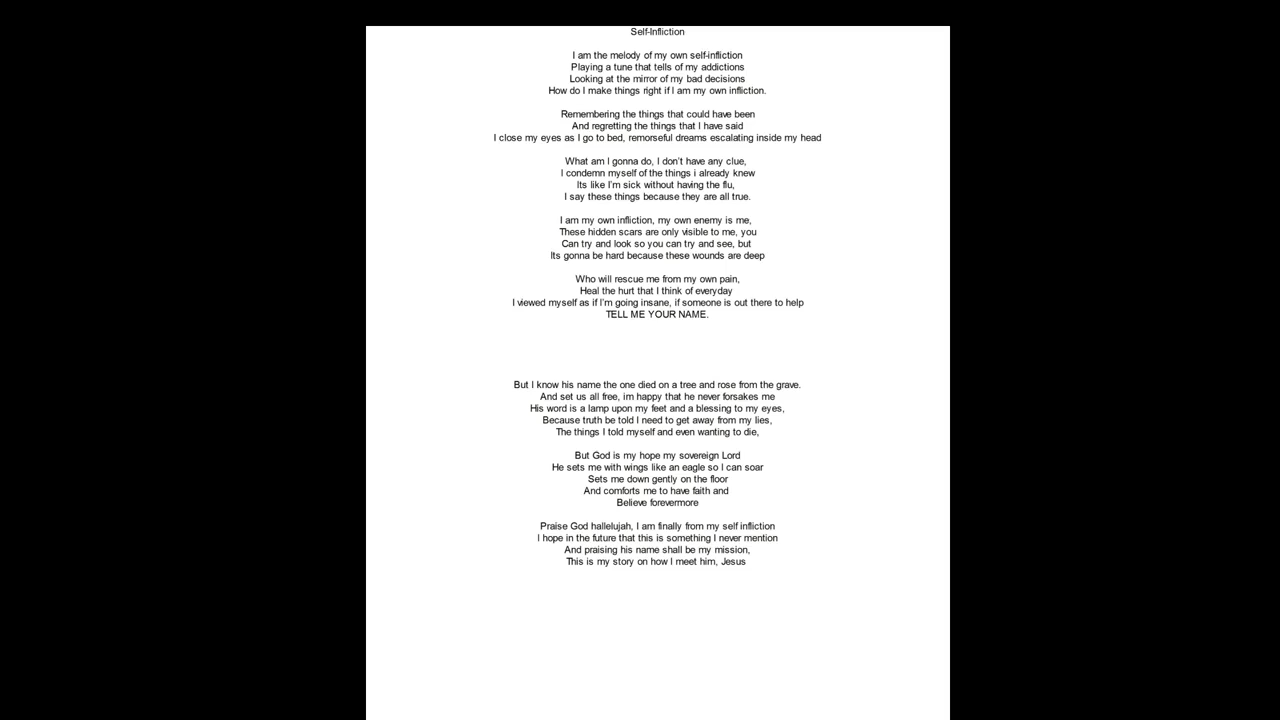 Self-Infliction
I am the melody of my own self-infliction
Playing a tune that tells of my addictions
Looking at the mirror of my bad decisions
How do I make things right if I am my own infliction.
Remembering the things that could have been
And regretting the things that I have said
I close my eyes as I go to bed, remorseful dreams escalating inside my head
What am I gonna do, I don't have any clue,
I condemn myself of the things i already knew
Its like I'm sick without having the flu,
I say these things because they are all true.
I am my own infliction, my own enemy is me,
These hidden scars are only visible to me, you
Can try and look so you can try and see, but
Its gonna be hard because these wounds are deep
Who will rescue me from my own pain,
Heal the hurt that I think of everyday
I viewed myself as if I'm going insane, if someone is out there to help
TELL ME YOUR NAME.
But I know his name the one died on a tree and rose from the grave.
And set us all free, im happy that he never forsakes me
His word is a lamp upon my feet and a blessing to my eyes,
Because truth be told I need to get away from my lies,
The things I told myself and even wanting to die,
But God is my hope my sovereign Lord
He sets me with wings like an eagle so I can soar
Sets me down gently on the floor
And comforts me to have faith and
Believe forevermore
Praise God hallelujah, I am finally from my self infliction
I hope in the future that this is something I never mention
And praising his name shall be my mission,
This is my story on how I meet him, Jesus